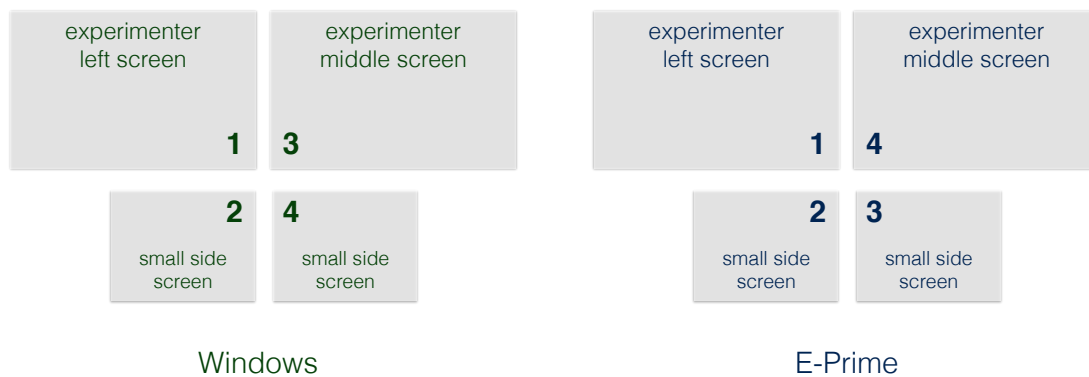 experimenter
left screen
1
experimenter
middle screen
3
2
small side
screen
4
small side
screen
Windows
experimenter
left screen
1
experimenter
middle screen
4
2
small side
screen
3
small side
screen
E-Prime